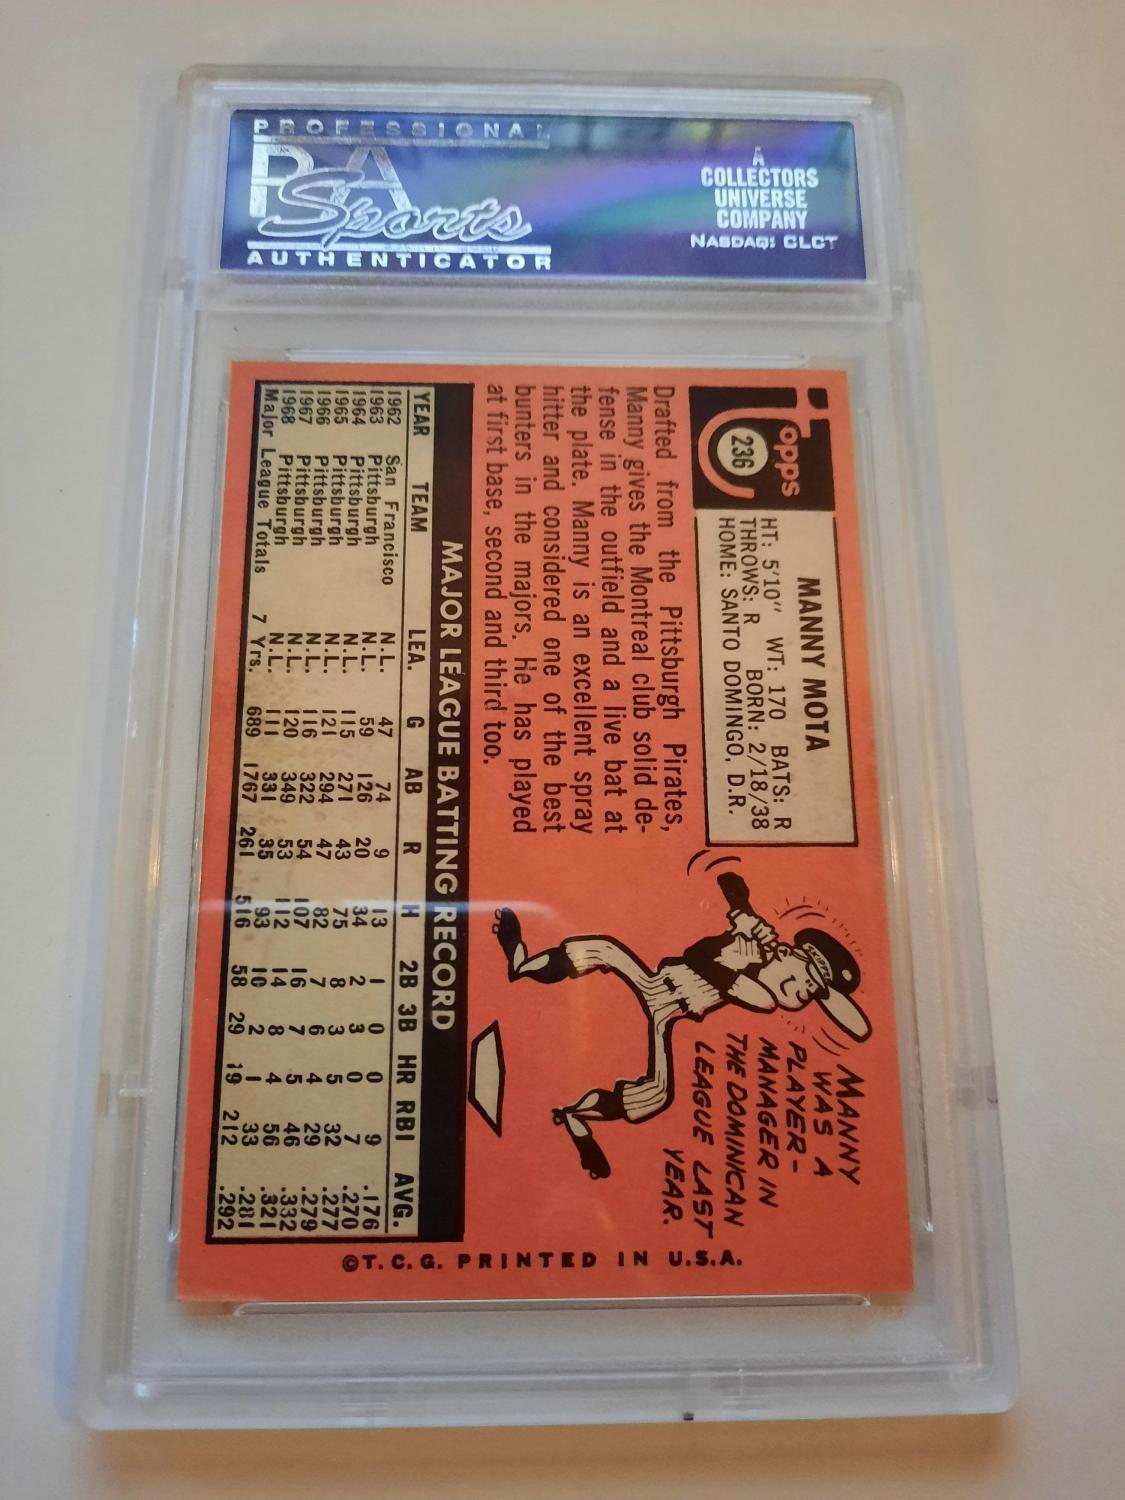 PROFESSIONAL
PSA
Sports
AUTHENTICATOR
A
COLLECTORS
UNIVERSE
COMPANY
NASDAQ: CLCT
Topps
236
MANNY MOTA
HT: 5'10" WT: 170 BATS: R
THROWS: R BORN: 2/18/38
HOME: SANTO DOMINGO, D.R.
Drafted from the Pittsburgh Pirates,
Manny gives the Montreal club solid de-
fense in the outfield and a live bat at
the plate. Manny is an excellent spray
hitter and considered one of the best
bunters in the majors. He has played
at first base, second and third too.
MANNY
WAS A
PLAYER-
MANAGER IN
THE DOMINICAN
LEAGUE LAST
YEAR.
MAJOR LEAGUE BATTING RECORD
YEAR TEAM LEA. G AB R H 2B 3B HR RBI AVG.
1962 San Francisco N.L. 47 74 9 13 1 0 0 9 .176
1963 Pittsburgh N.L. 59 126 20 34 2 3 0 7 .270
1964 Pittsburgh N.L. 115 271 43 75 8 3 5 32 .277
1965 Pittsburgh N.L. 121 294 47 82 7 6 4 29 .279
1966 Pittsburgh N.L. 116 322 54 107 16 7 5 46 .332
1967 Pittsburgh N.L. 120 349 53 112 14 8 4 56 .321
1968 Pittsburgh N.L. 111 331 35 93 10 2 1 33 .281
Major League Totals 7 Yrs. 689 1767 261 516 58 29 19 212 .292
©T.C.G. PRINTED IN U.S.A.